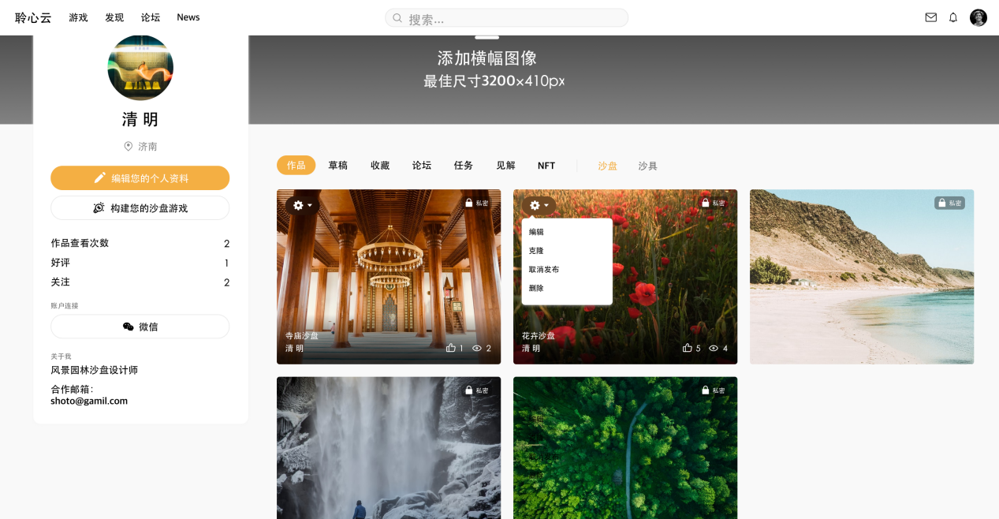 聆心云 游戏 发现 论坛 News 搜索...
添加横幅图像
最佳尺寸3200×410px
清 明
济南
编辑您的个人资料
构建您的沙盘游戏
作品查看次数 2
好评 1
关注 2
账户连接
微信
关于我
风景园林沙盘设计师
合作邮箱：
shoto@gamil.com
作品 草稿 收藏 论坛 任务 见解 NFT 沙盘 沙具
私密
寺庙沙盘
清 明 1 2
私密
编辑
克隆
取消发布
删除
花卉沙盘
清 明 5 4
私密
私密
私密